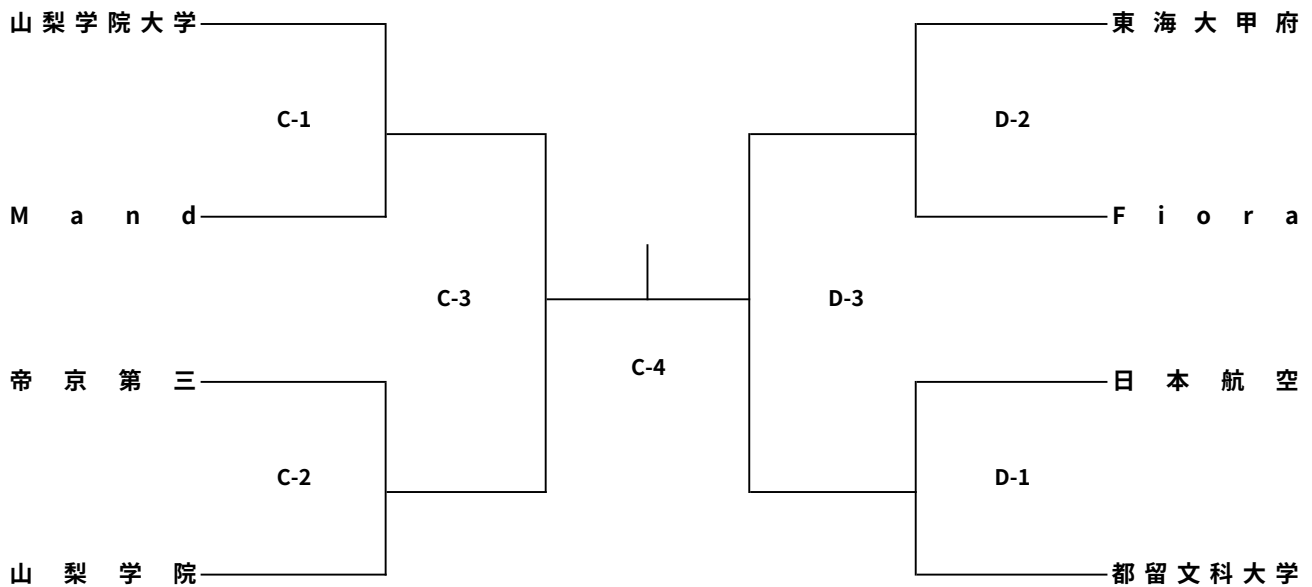 山梨学院大学
東海大甲府
C-1
D-2
Mand
Fiora
C-3
D-3
C-4
帝京第三
日本航空
C-2
D-1
山梨学院
都留文科大学